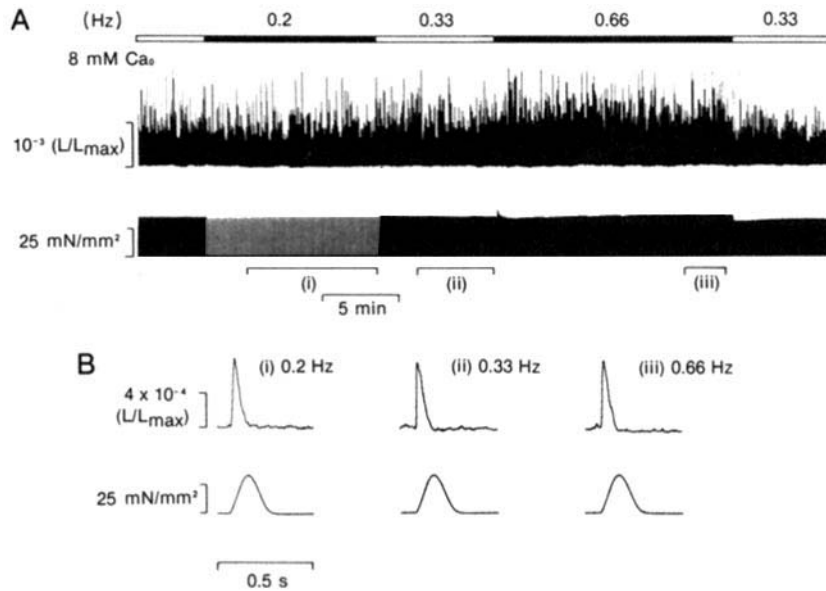 A
(Hz) 0.2 0.33 0.66 0.33
8 mM Ca₀
10⁻³ (L/Lmax)
25 mN/mm²
(i) (ii) (iii)
5 min
B
(i) 0.2 Hz (ii) 0.33 Hz (iii) 0.66 Hz
4 x 10⁻⁴
(L/Lmax)
25 mN/mm²
0.5 s